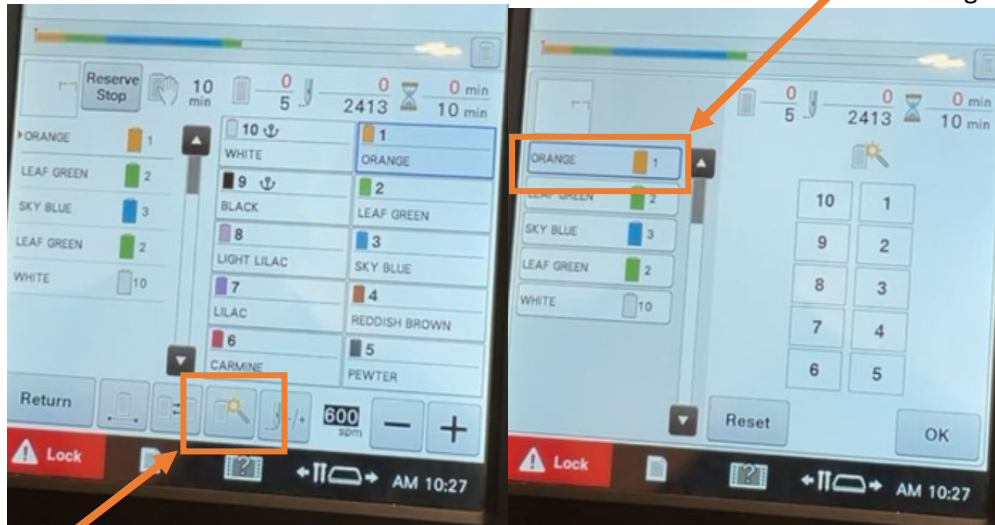 Reserve Stop
10 min
0
5
0
2413
0 min
10 min
ORANGE 1
LEAF GREEN 2
SKY BLUE 3
LEAF GREEN 2
WHITE 10
10
WHITE
1
ORANGE
9
BLACK
2
LEAF GREEN
8
LIGHT LILAC
3
SKY BLUE
7
LILAC
4
REDDISH BROWN
6
CARMINE
5
PEWTER
Return
-/+
600 spm
−
+
Lock
?
AM 10:27
0
5
0
2413
0 min
10 min
ORANGE 1
LEAF GREEN 2
SKY BLUE 3
LEAF GREEN 2
WHITE 10
10 1
9 2
8 3
7 4
6 5
Reset
OK
Lock
?
AM 10:27